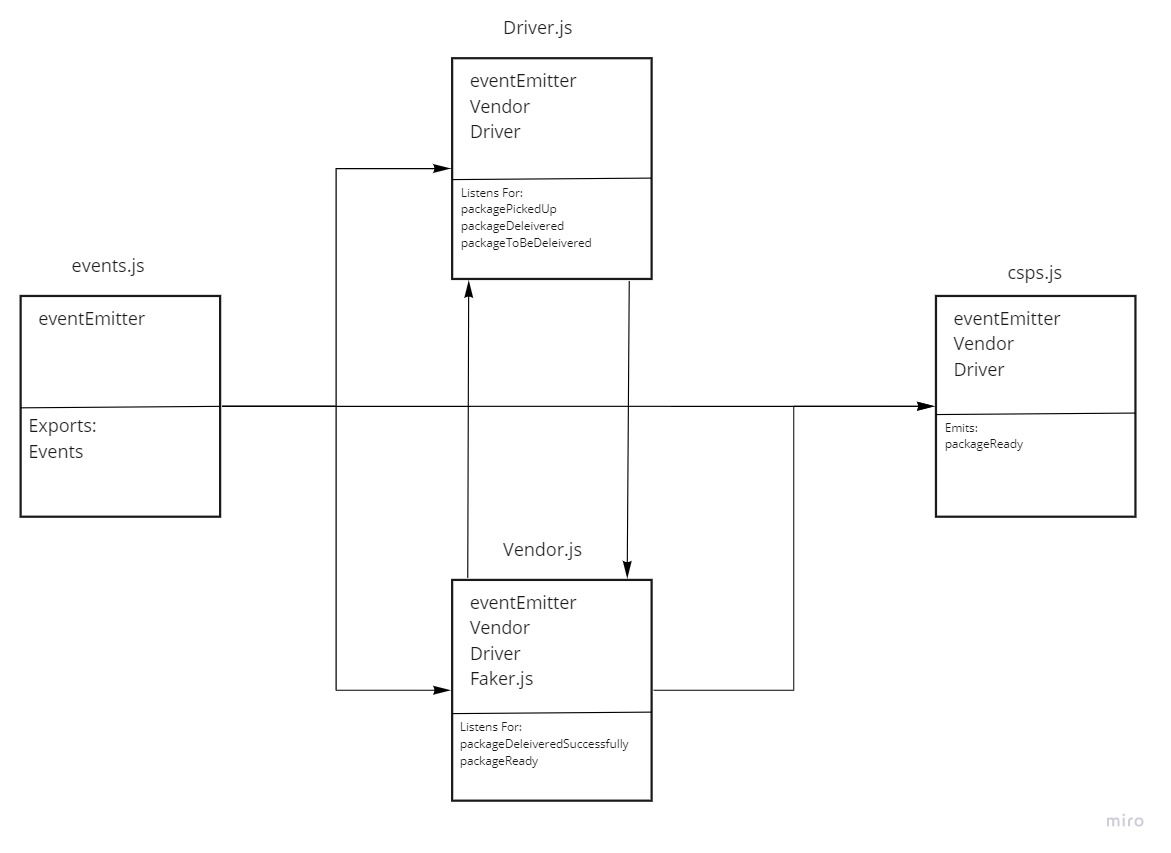 Driver.js
eventEmitter
Vendor
Driver
Listens For:
packagePickedUp
packageDeleivered
packageToBeDeleivered
events.js
eventEmitter
Exports:
Events
csps.js
eventEmitter
Vendor
Driver
Emits:
packageReady
Vendor.js
eventEmitter
Vendor
Driver
Faker.js
Listens For:
packageDeleiveredSuccessfully
packageReady
miro